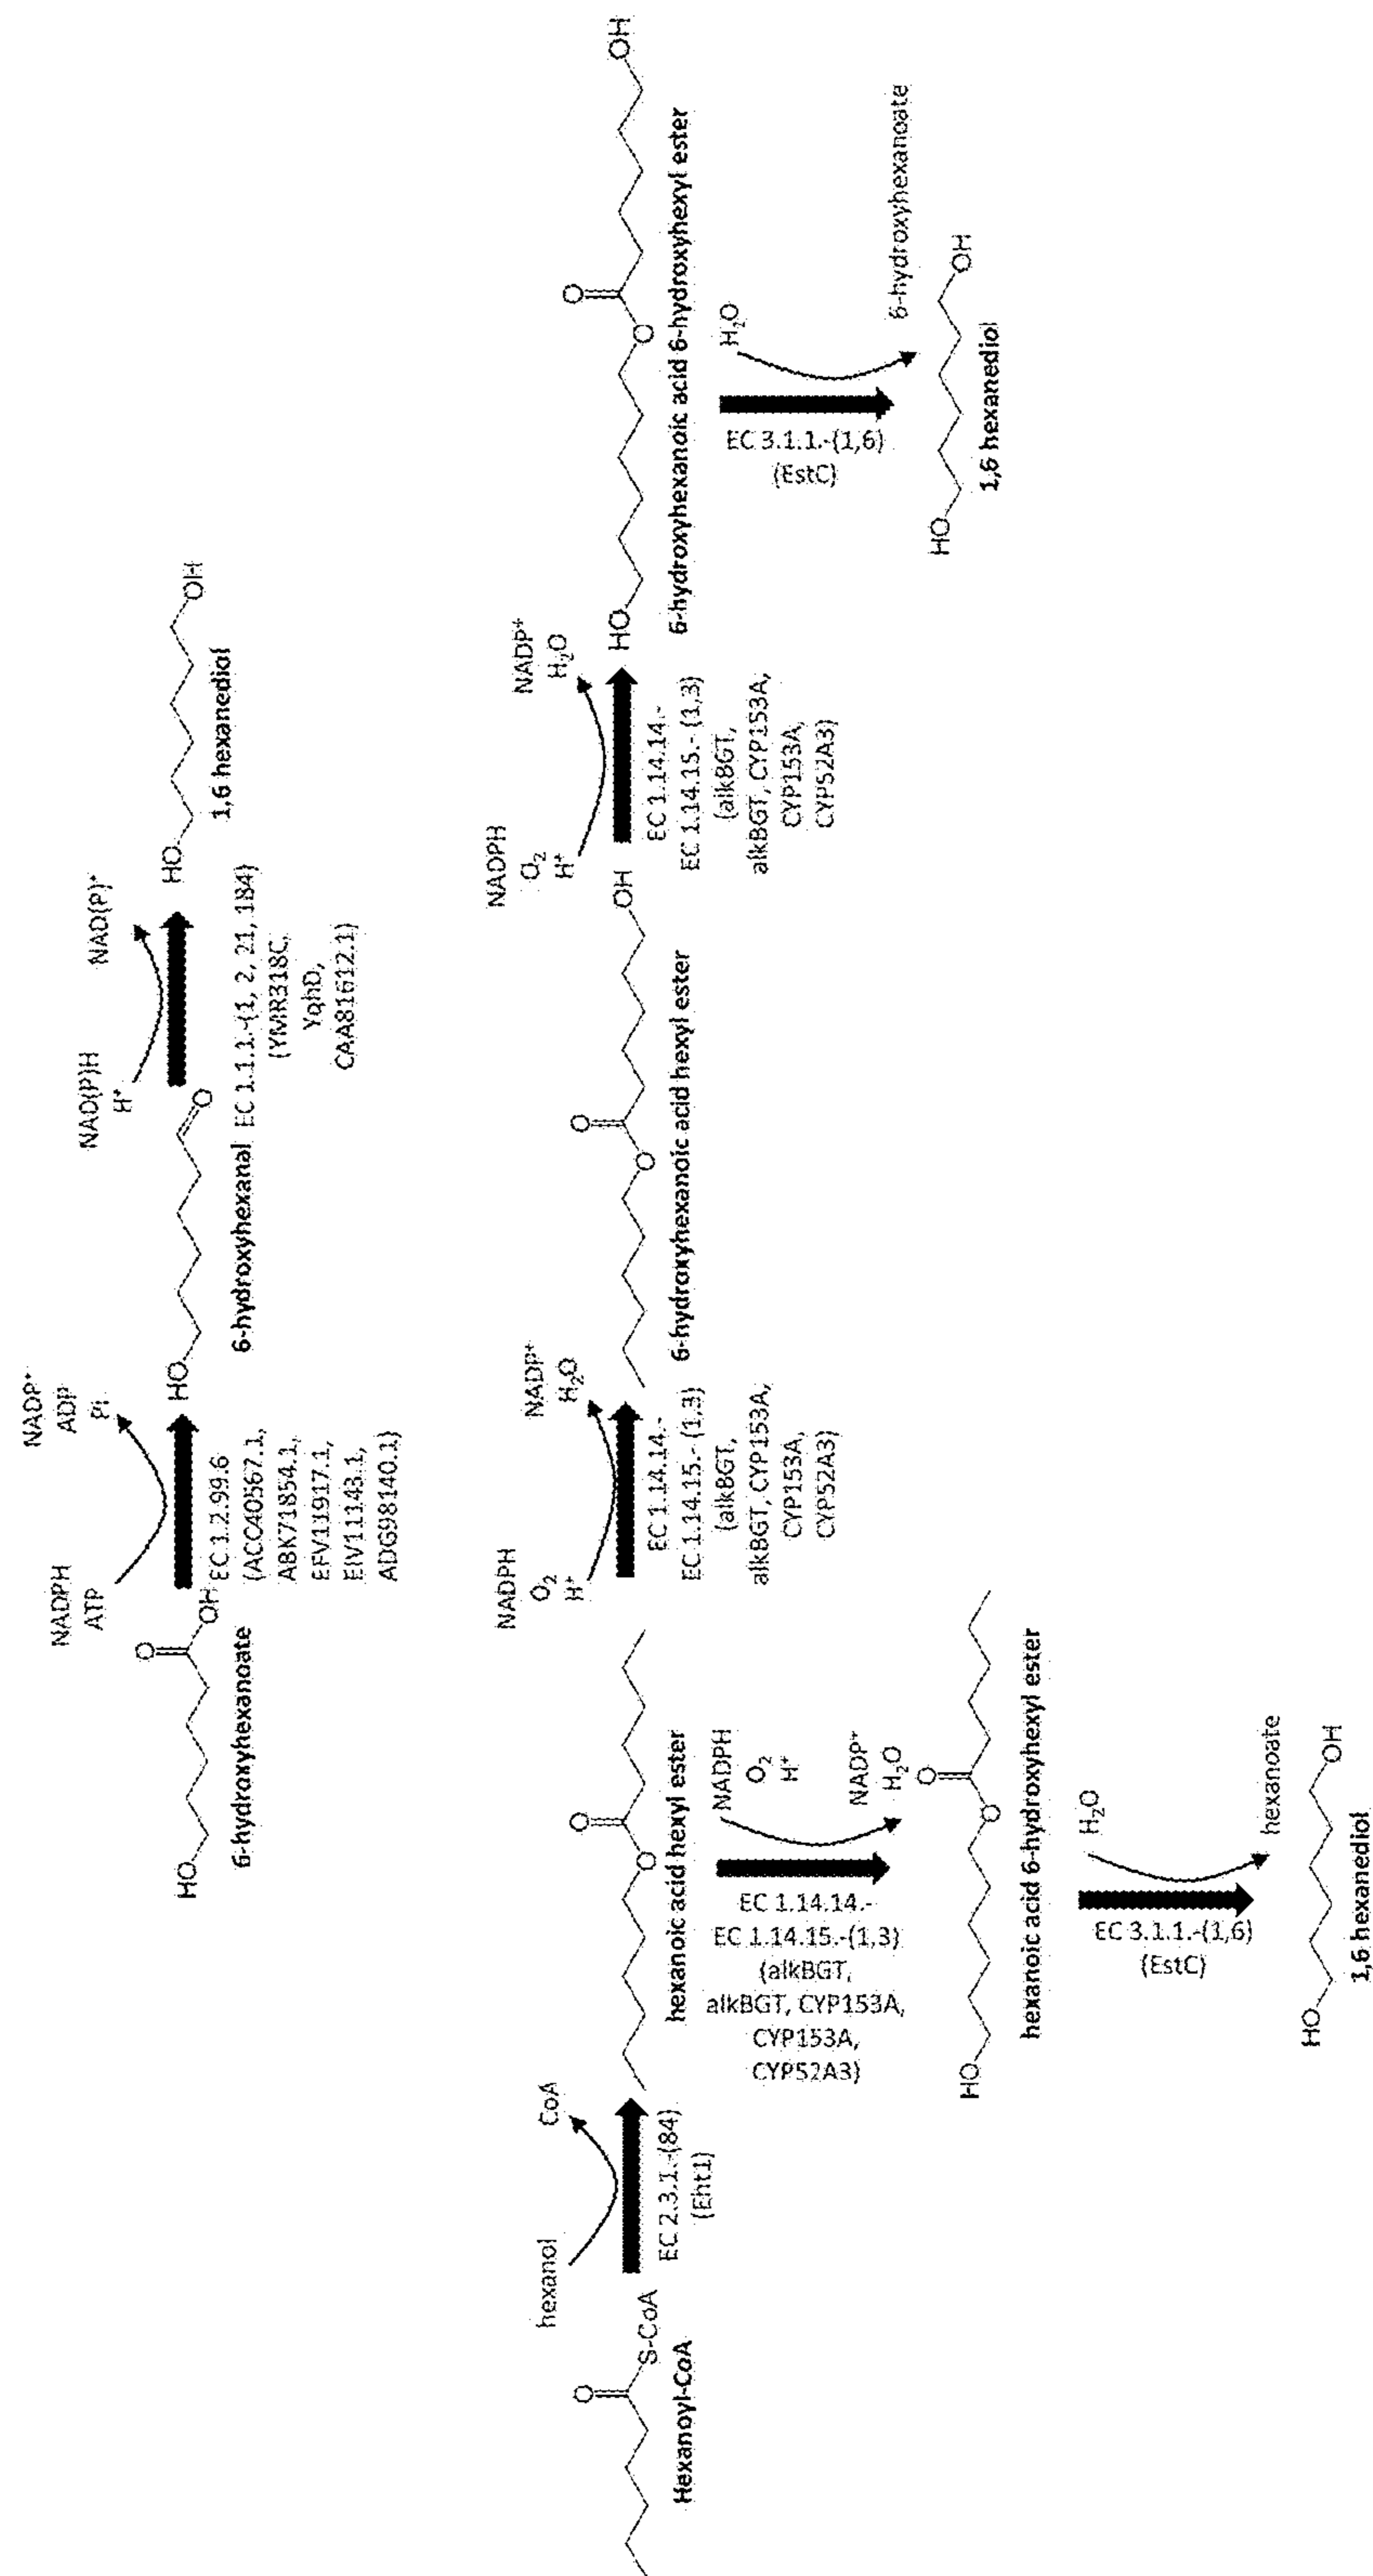 NADPH
ATP
NADP⁺
ADP
Pi
NAD(P)H
H⁺
NAD(P)⁺
HO
O
OH
6-hydroxyhexanoate
EC 1.2.99.6
(ACC40567.1,
ABK71854.1,
EFV11917.1,
EIV11143.1,
ADG98140.1)
HO
O
6-hydroxyhexanal
EC 1.1.1.-(1, 2, 21, 184)
(YMR318C,
YqhD,
CAA81612.1)
HO
OH
1,6 hexanediol
O
S-CoA
Hexanoyl-CoA
hexanol
CoA
EC 2.3.1.-(84)
(Eht1)
O
O
hexanoic acid hexyl ester
NADPH
O₂
H⁺
NADP⁺
H₂O
EC 1.14.14.-
EC 1.14.15.-(1,3)
(alkBGT,
alkBGT, CYP153A,
CYP153A,
CYP52A3)
O
O
OH
6-hydroxyhexanoic acid hexyl ester
NADPH
O₂
H⁺
NADP⁺
H₂O
EC 1.14.14.-
EC 1.14.15.-(1,3)
(alkBGT,
alkBGT, CYP153A,
CYP153A,
CYP52A3)
HO
O
O
OH
6-hydroxyhexanoic acid 6-hydroxyhexyl ester
NADPH
O₂
H⁺
NADP⁺
H₂O
EC 1.14.14.-
EC 1.14.15.-(1,3)
(alkBGT,
alkBGT, CYP153A,
CYP153A,
CYP52A3)
HO
O
O
hexanoic acid 6-hydroxyhexyl ester
H₂O
EC 3.1.1.-(1,6)
(EstC)
hexanoate
HO
OH
1,6 hexanediol
H₂O
EC 3.1.1.-(1,6)
(EstC)
6-hydroxyhexanoate
HO
OH
1,6 hexanediol